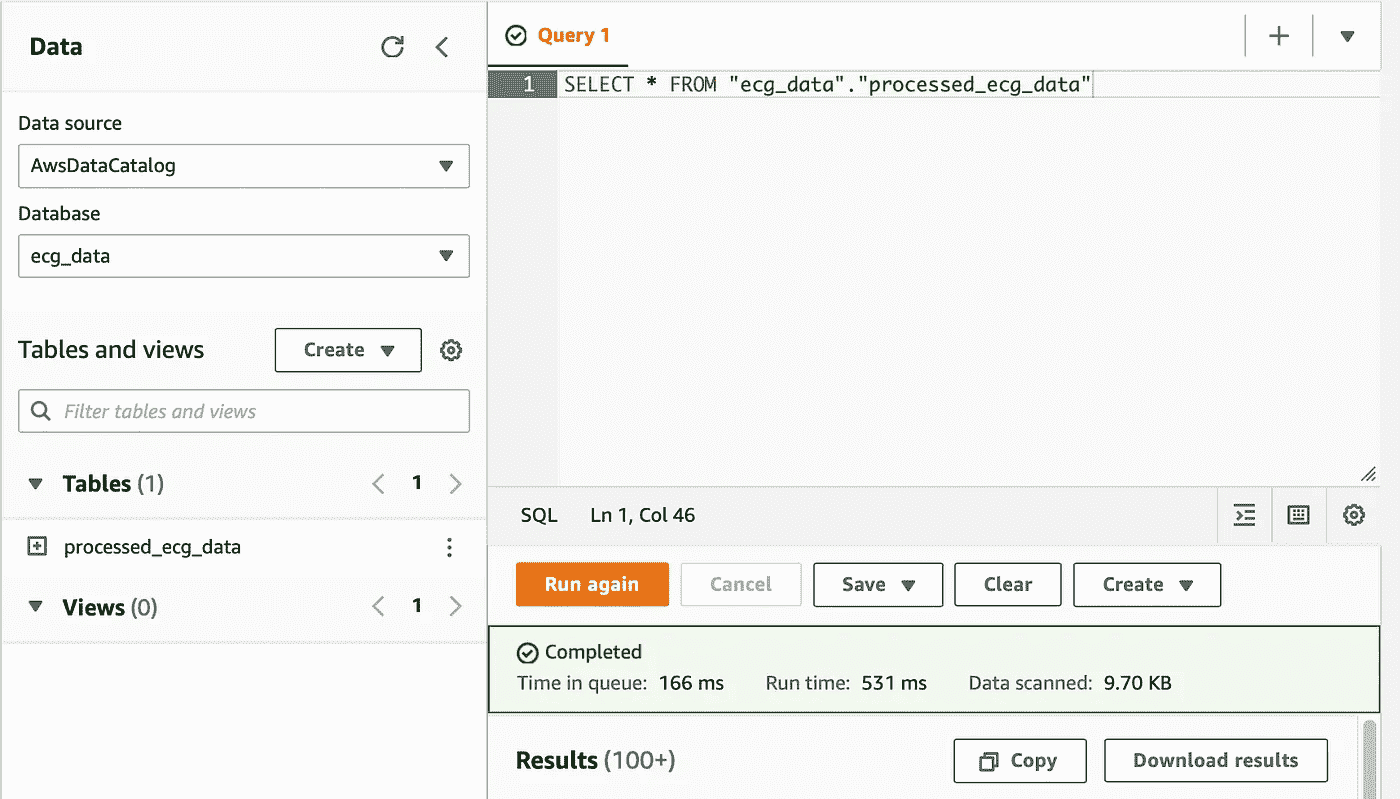 Data
Data source
AwsDataCatalog
Database
ecg_data
Tables and views
Create
Filter tables and views
Tables (1)
1
processed_ecg_data
Views (0)
1
Query 1
1 SELECT * FROM "ecg_data"."processed_ecg_data"
SQL Ln 1, Col 46
Run again Cancel Save Clear Create
Completed
Time in queue: 166 ms Run time: 531 ms Data scanned: 9.70 KB
Results (100+) Copy Download results